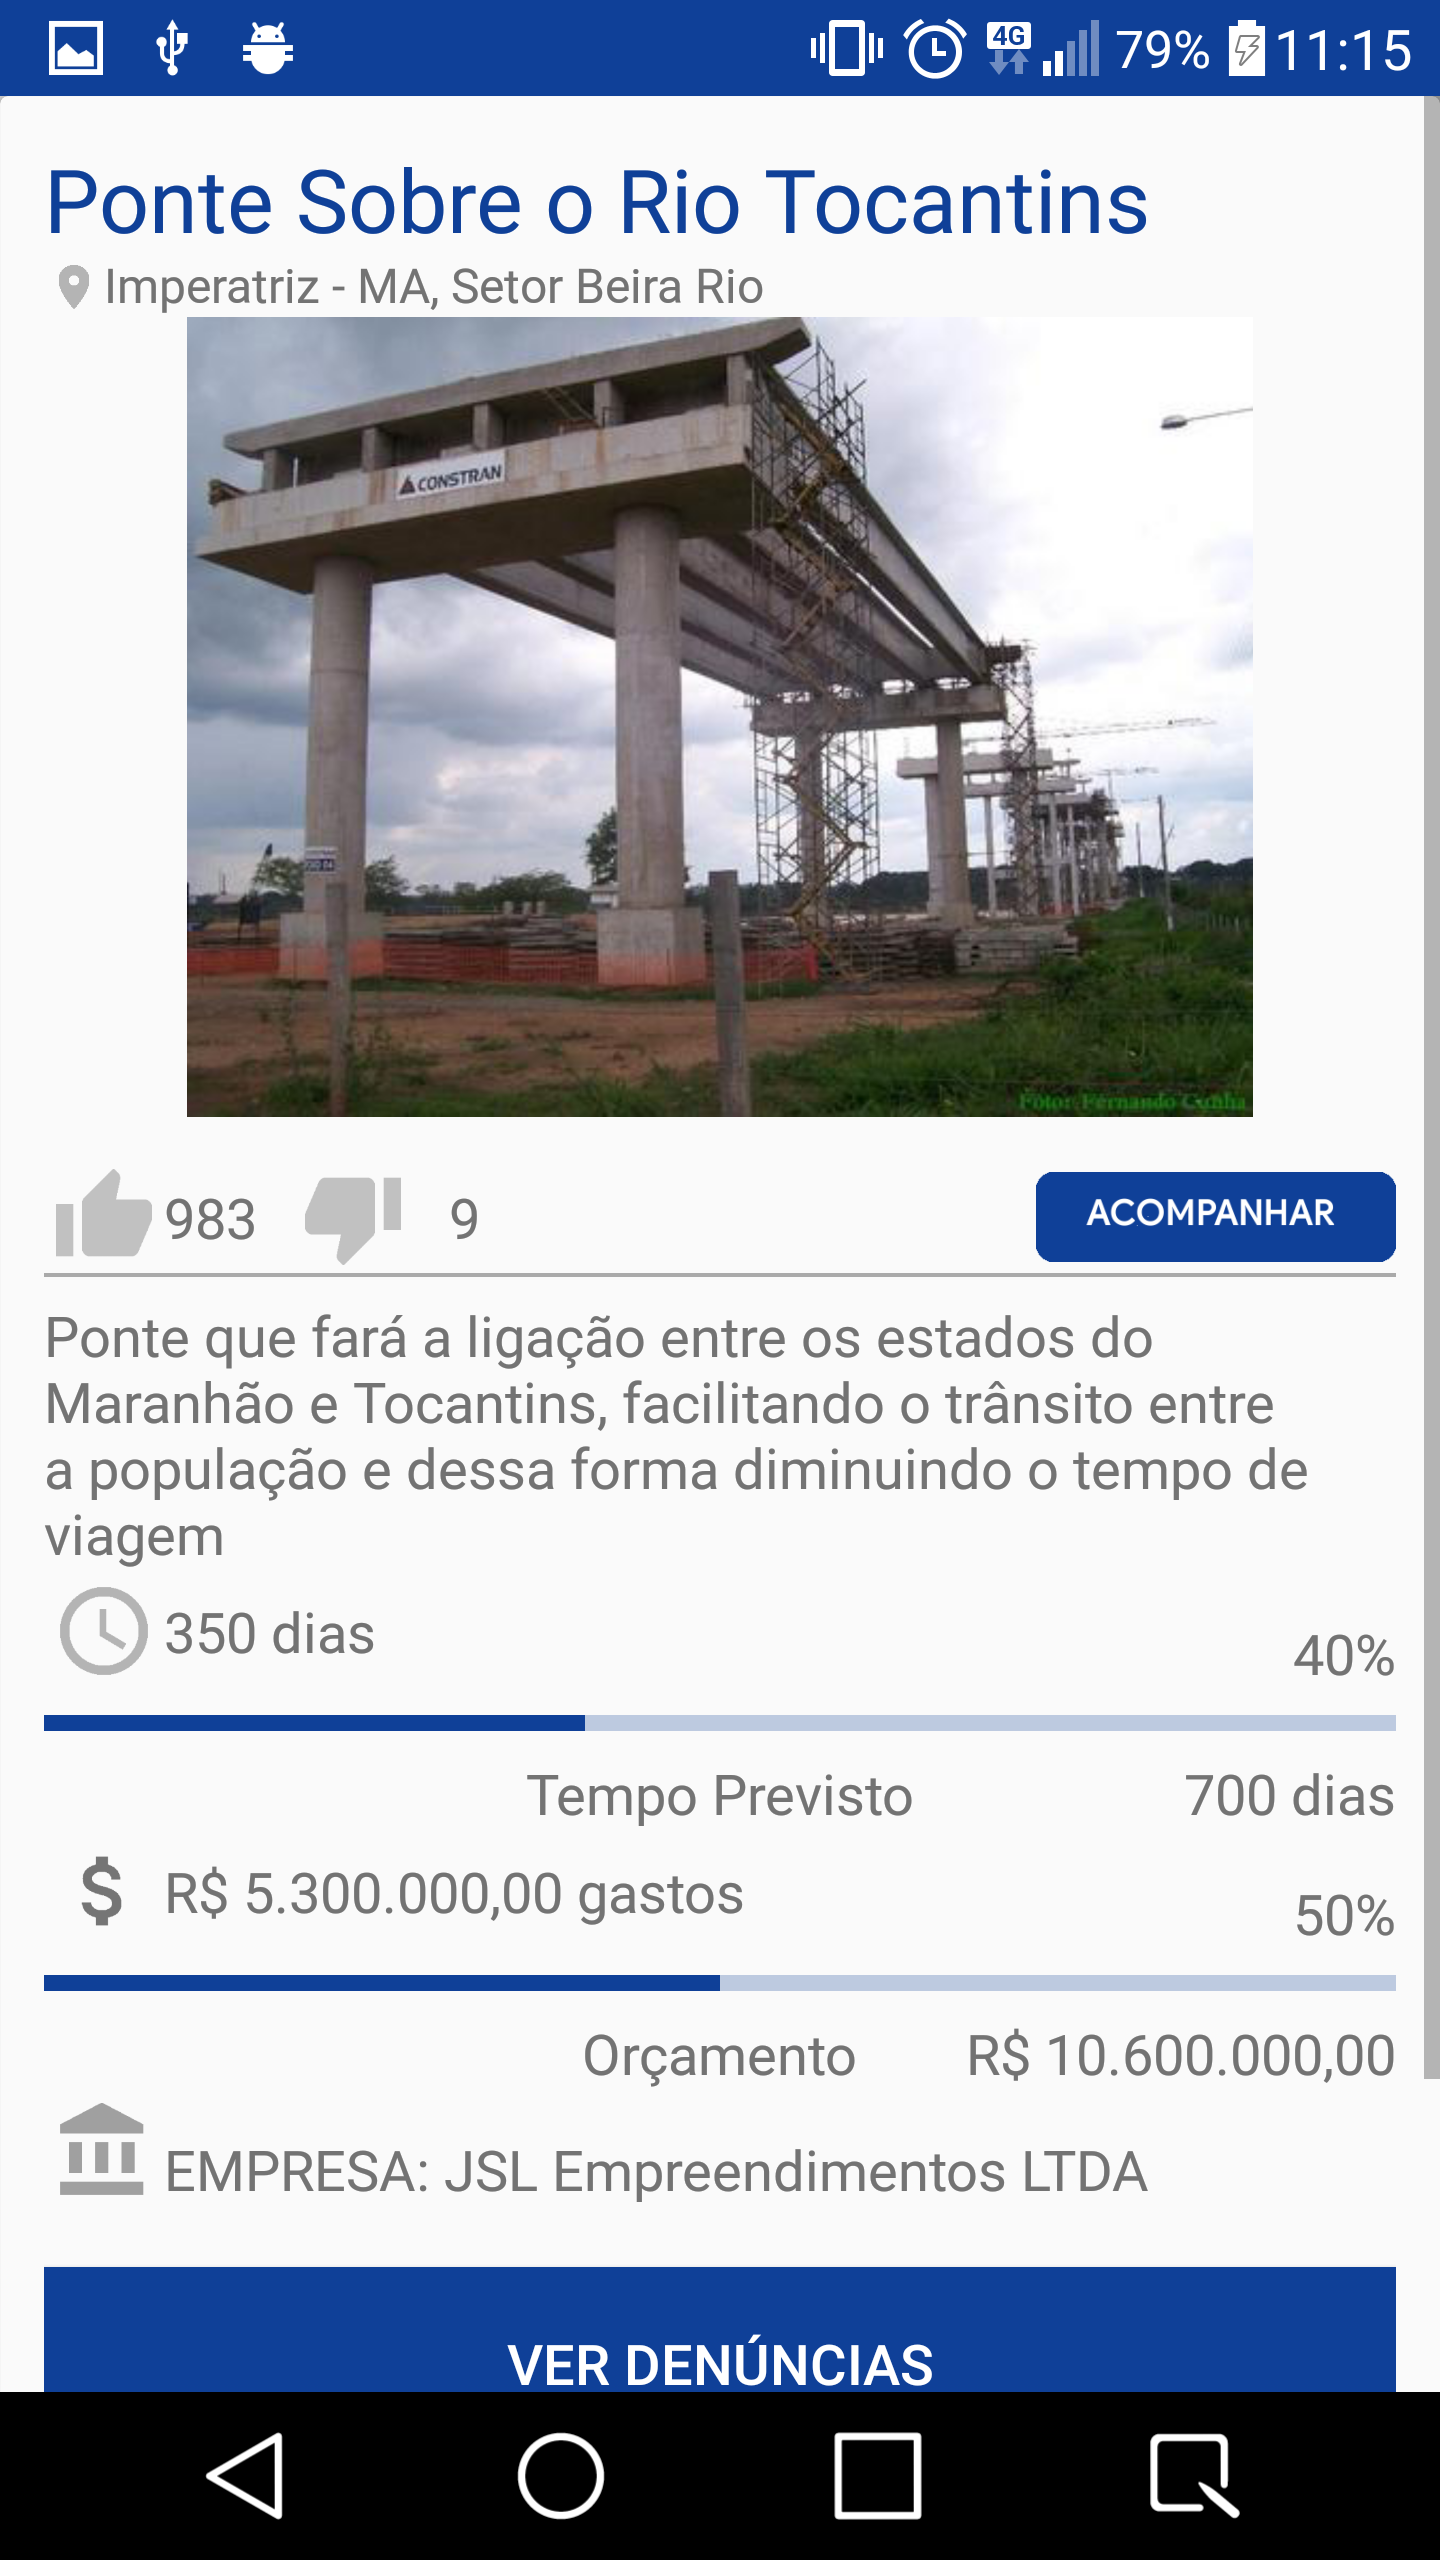 4G 79% 11:15
Ponte Sobre o Rio Tocantins
Imperatriz - MA, Setor Beira Rio
CONSTRAN
Foto: Fernando Cunha
983 9 ACOMPANHAR
Ponte que fará a ligação entre os estados do
Maranhão e Tocantins, facilitando o trânsito entre
a população e dessa forma diminuindo o tempo de
viagem
350 dias 40%
Tempo Previsto 700 dias
$ R$ 5.300.000,00 gastos 50%
Orçamento R$ 10.600.000,00
EMPRESA: JSL Empreendimentos LTDA
VER DENÚNCIAS